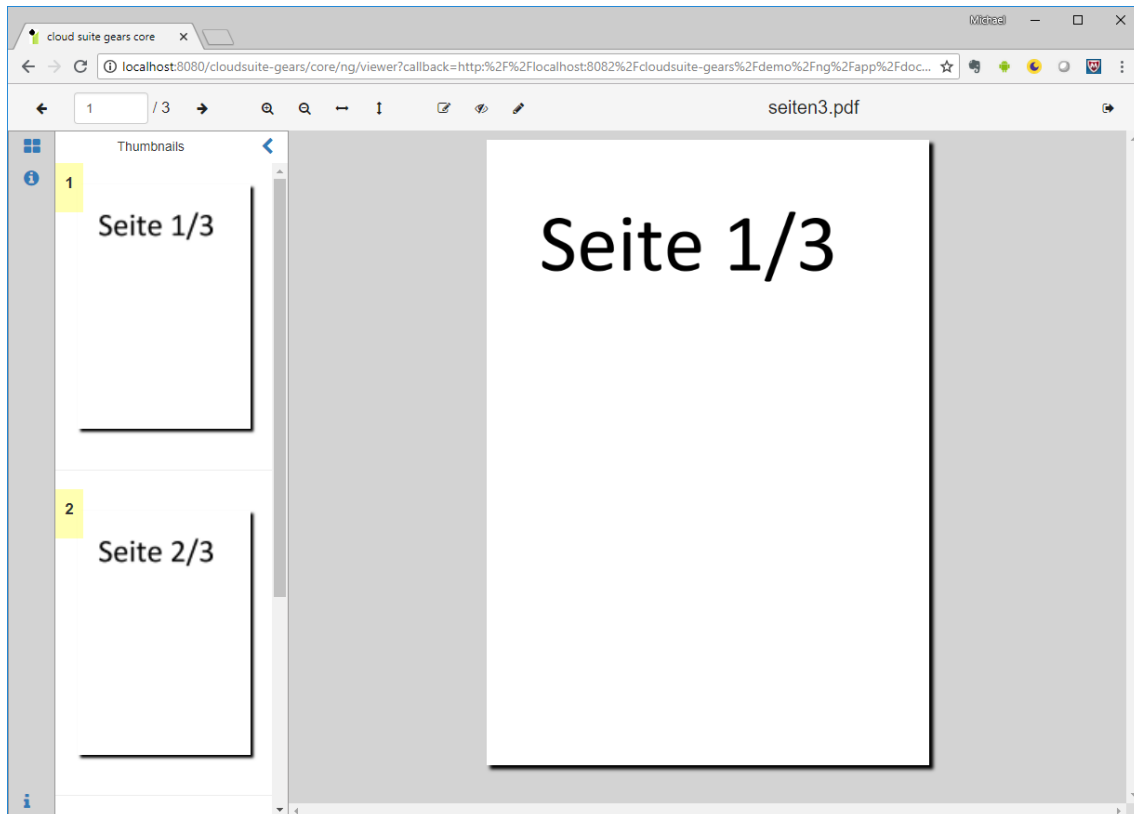 Michael
cloud suite gears core
localhost:8080/cloudsuite-gears/core/ng/viewer?callback=http:%2F%2Flocalhost:8082%2Fcloudsuite-gears%2Fdemo%2Fng%2Fapp%2Fdoc...
1 / 3
seiten3.pdf
Thumbnails
1
Seite 1/3
2
Seite 2/3
Seite 1/3